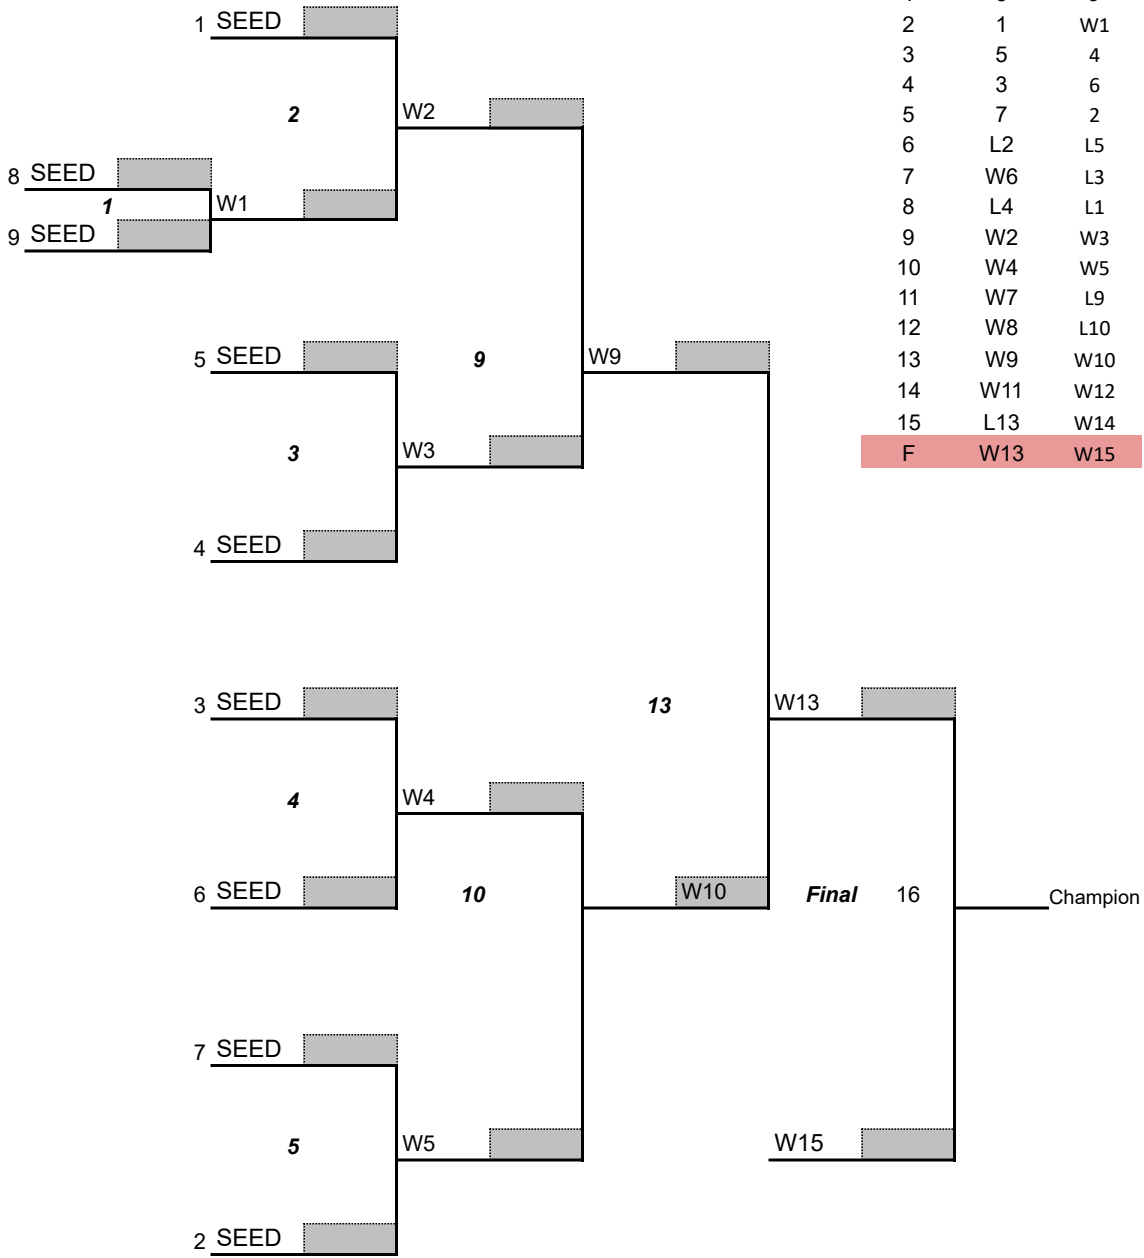 1 SEED
2 1 W1
3 5 4
2 W2
4 3 6
5 7 2
6 L2 L5
8 SEED
7 W6 L3
1 W1
8 L4 L1
9 SEED
9 W2 W3
10 W4 W5
11 W7 L9
12 W8 L10
5 SEED 9 W9
13 W9 W10
14 W11 W12
15 L13 W14
3 W3
F W13 W15
4 SEED
3 SEED 13 W13
4 W4
6 SEED 10 W10 Final 16 Champion
7 SEED
5 W5 W15
2 SEED